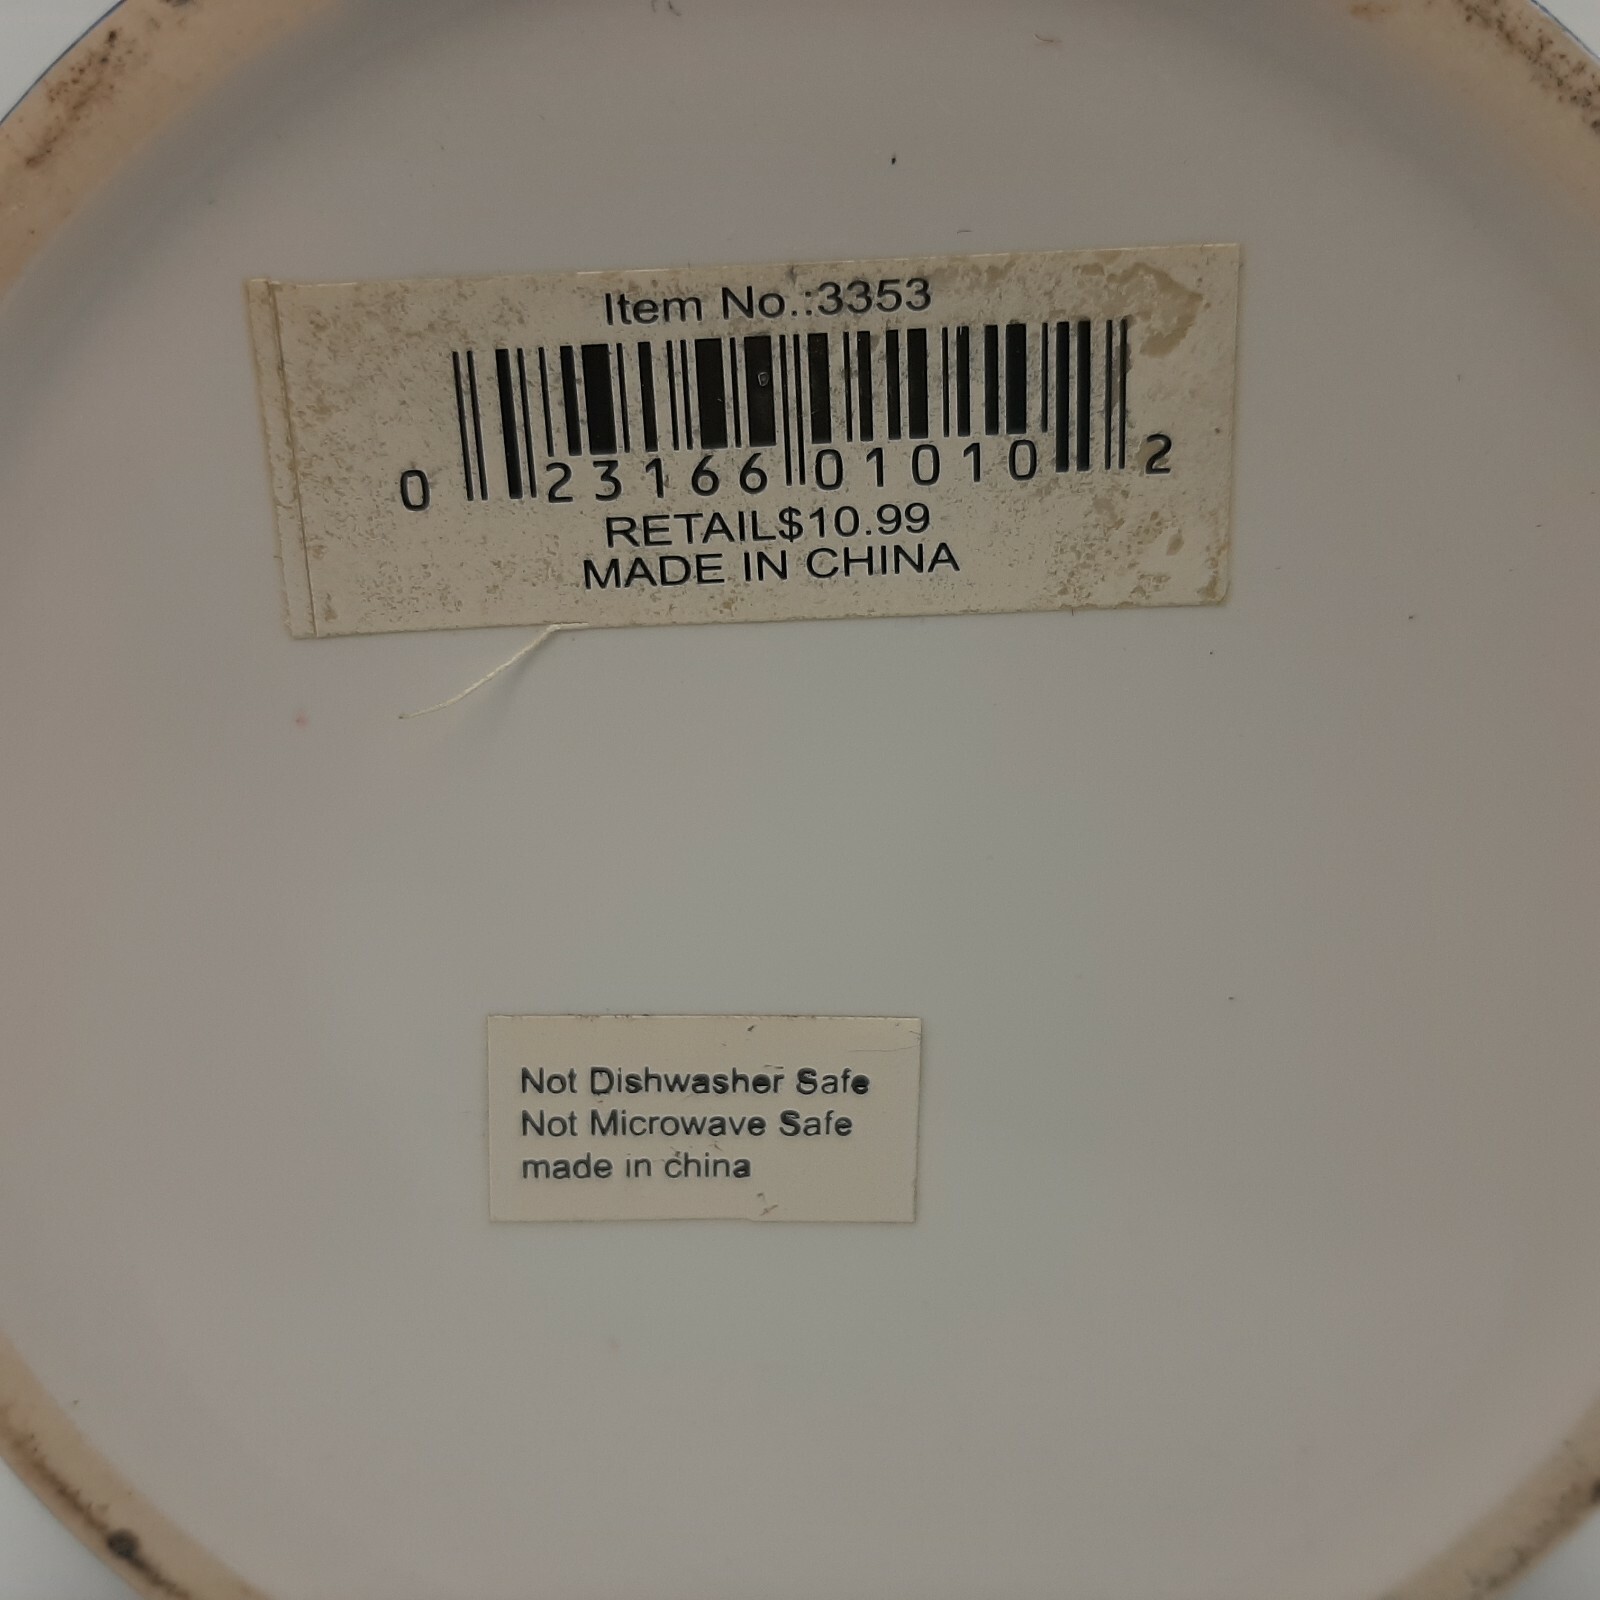 Item No.:3353
0 23166 01010 2
RETAIL$10.99
MADE IN CHINA
Not Dishwasher Safe
Not Microwave Safe
made in china